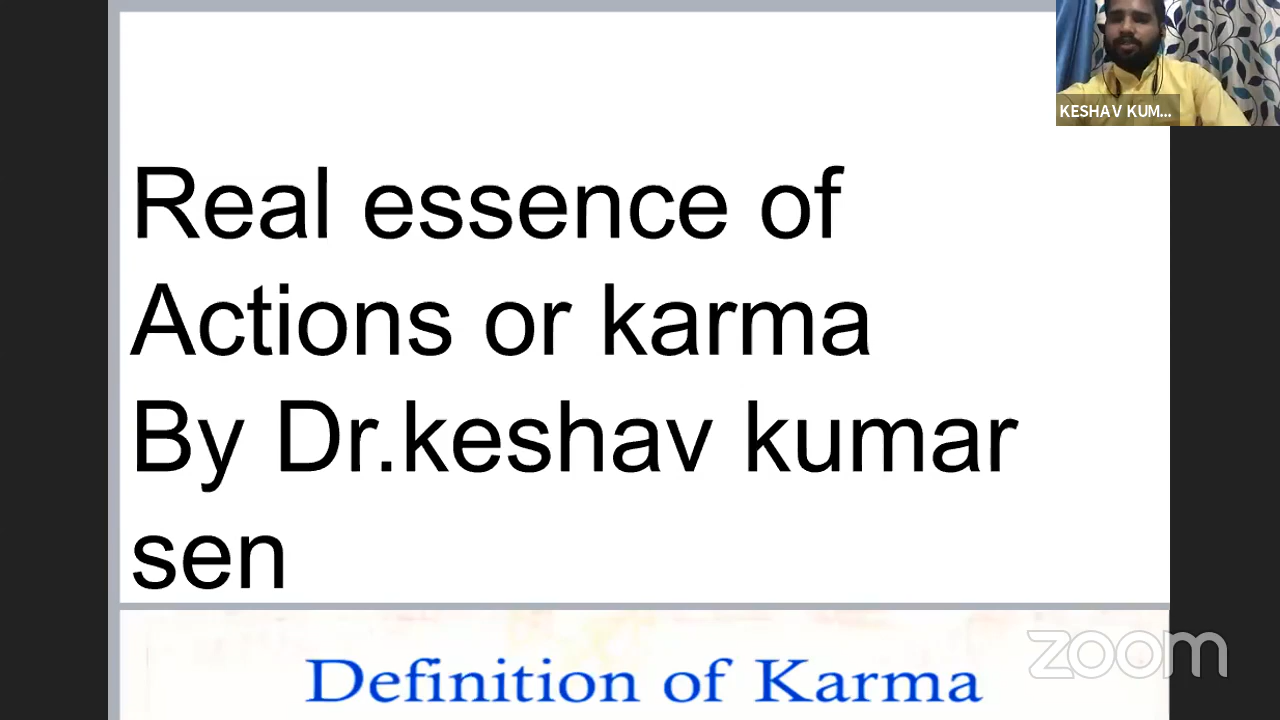 KESHAV KUM...
Real essence of
Actions or karma
By Dr.keshav kumar
sen
zoom
Definition of Karma